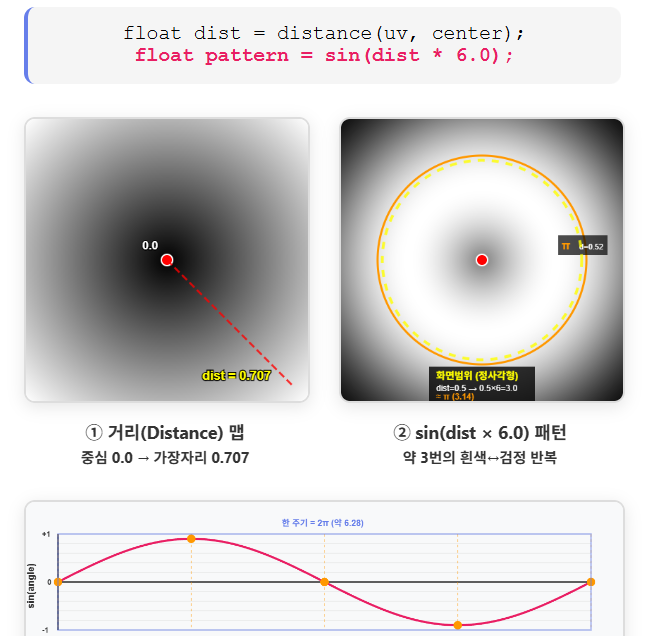 float dist = distance(uv, center);
float pattern = sin(dist * 6.0);
0.0
dist = 0.707
π d=0.52
화면범위 (정사각형)
dist=0.5 → 0.5×6=3.0
= π (3.14)
① 거리(Distance) 맵
중심 0.0 → 가장자리 0.707
② sin(dist × 6.0) 패턴
약 3번의 흰색↔검정 반복
한 주기 = 2π (약 6.28)
+1
sin(angle)
0
-1